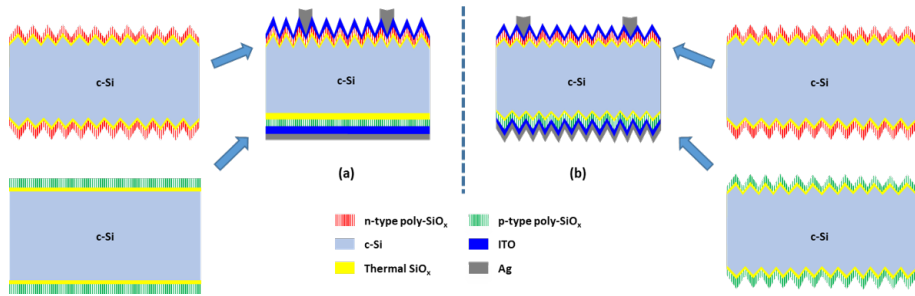 c-Si
c-Si
c-Si
c-Si
(a)
(b)
c-Si
c-Si
n-type poly-SiOx
p-type poly-SiOx
c-Si
ITO
Thermal SiOx
Ag